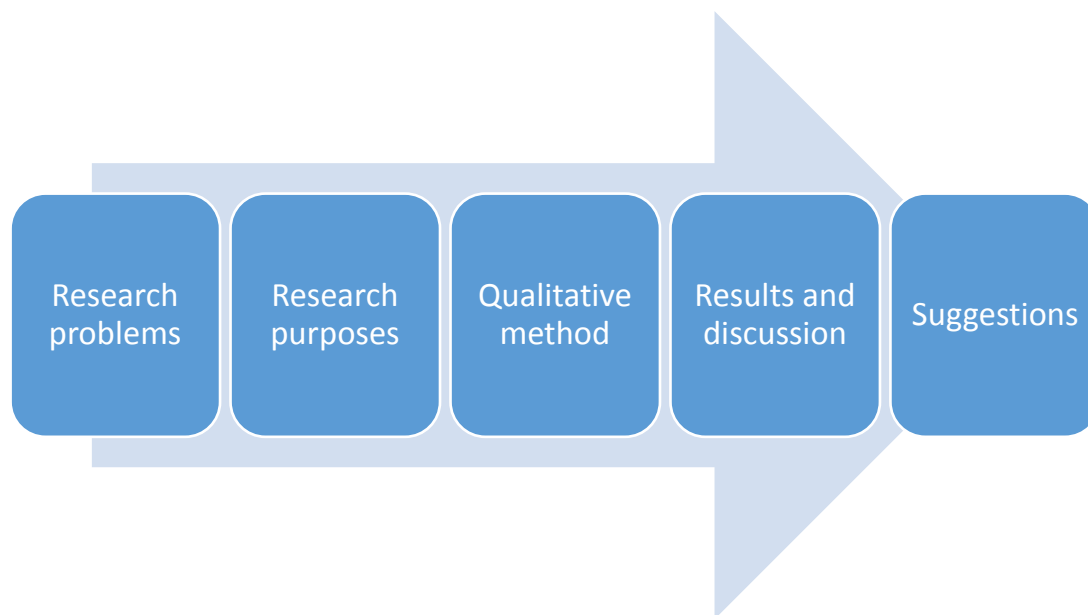 Research
problems
Research
purposes
Qualitative
method
Results and
discussion
Suggestions